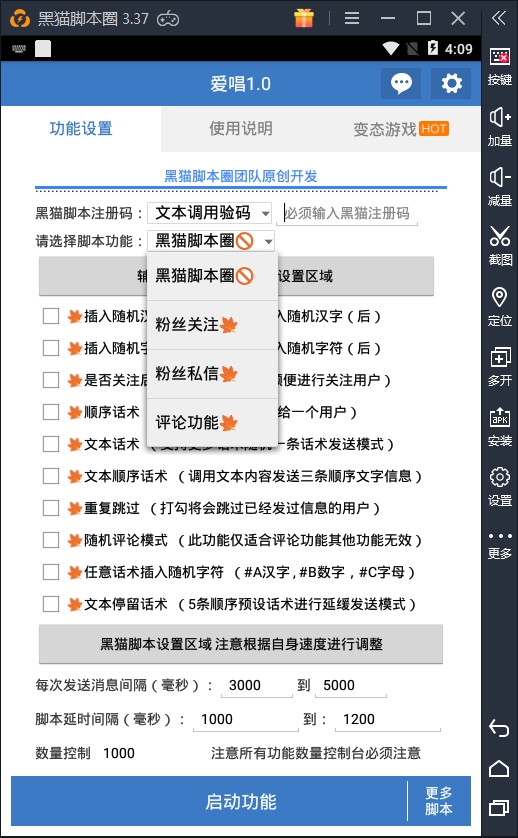 黑猫脚本圈 3.37
4:09
爱唱1.0
功能设置 使用说明 变态游戏 HOT
黑猫脚本圈团队原创开发
黑猫脚本注册码： 文本调用验码 必须输入黑猫注册码
请选择脚本功能： 黑猫脚本圈
黑猫脚本圈
粉丝关注
粉丝私信
评论功能
辅 设置区域
插入随机 入随机汉字（后）
插入随机字 入随机字符（后）
是否关注后 顺便进行关注用户）
顺序话术 给一个用户）
文本话术 （支持更多话术随机一条话术发送模式）
文本顺序话术 （调用文本内容发送三条顺序文字信息）
重复跳过 （打勾将会跳过已经发过信息的用户）
随机评论模式 （此功能仅适合评论功能其他功能无效）
任意话术插入随机字符 （#A汉字,#B数字，#C字母）
文本停留话术 （5条顺序预设话术进行延缓发送模式）
黑猫脚本设置区域 注意根据自身速度进行调整
每次发送消息间隔（毫秒）： 3000 到 5000
脚本延时间隔（毫秒）： 1000 到： 1200
数量控制 1000 注意所有功能数量控制台必须注意
启动功能 更多
脚本
按键
加量
减量
截图
定位
多开
APK
安装
设置
更多